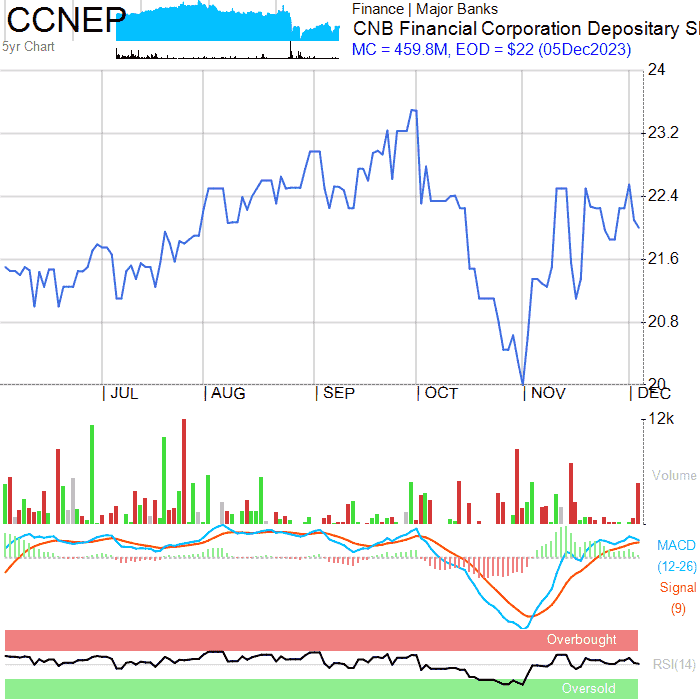 CCNEP
5yr Chart
Finance | Major Banks
CNB Financial Corporation Depositary
MC = 459.8M, EOD = $22 (05Dec2023)
24
23.2
22.4
21.6
20.8
20
| JUL | AUG | SEP | OCT | NOV | DEC
12k
Volume
MACD
(12-26)
Signal
(9)
Overbought
RSI(14)
Oversold